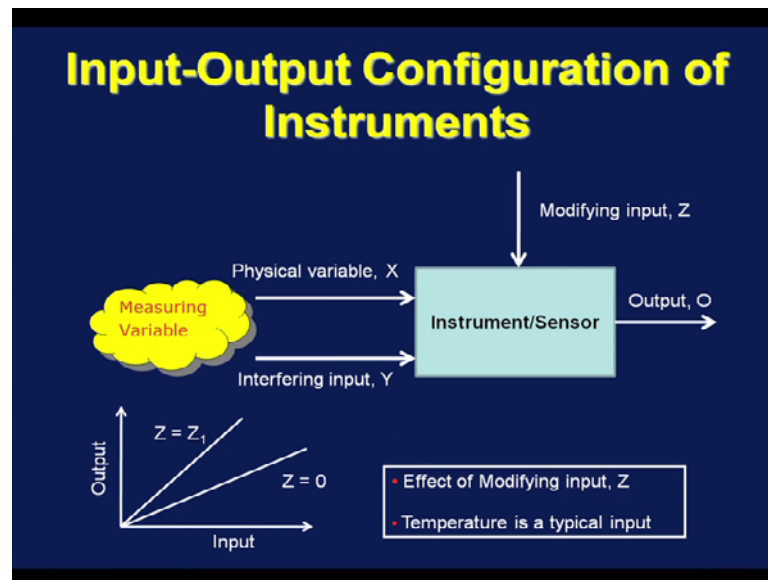 Input-Output Configuration of
Instruments
Modifying input, Z
Physical variable, X
Measuring
Variable
Instrument/Sensor
Output, O
Interfering input, Y
Output
Z = Z₁
Z = 0
Input
• Effect of Modifying input, Z
• Temperature is a typical input